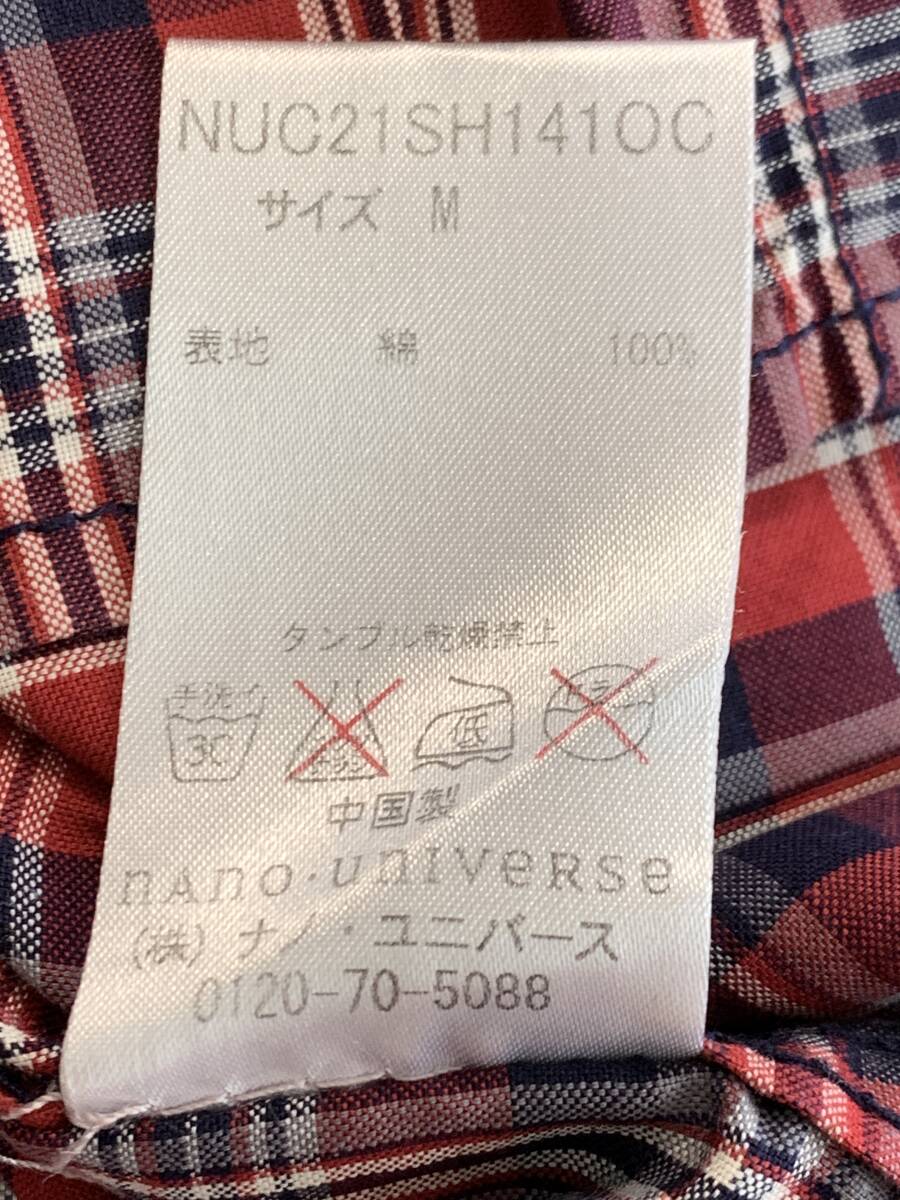 NUC21SH141OC
サイズ M
表地 綿 100%
タンブル乾燥禁止
手洗イ
30
低
中国製
nAno・unIVeRSe
(株) ナノ・ユニバース
0120-70-5088